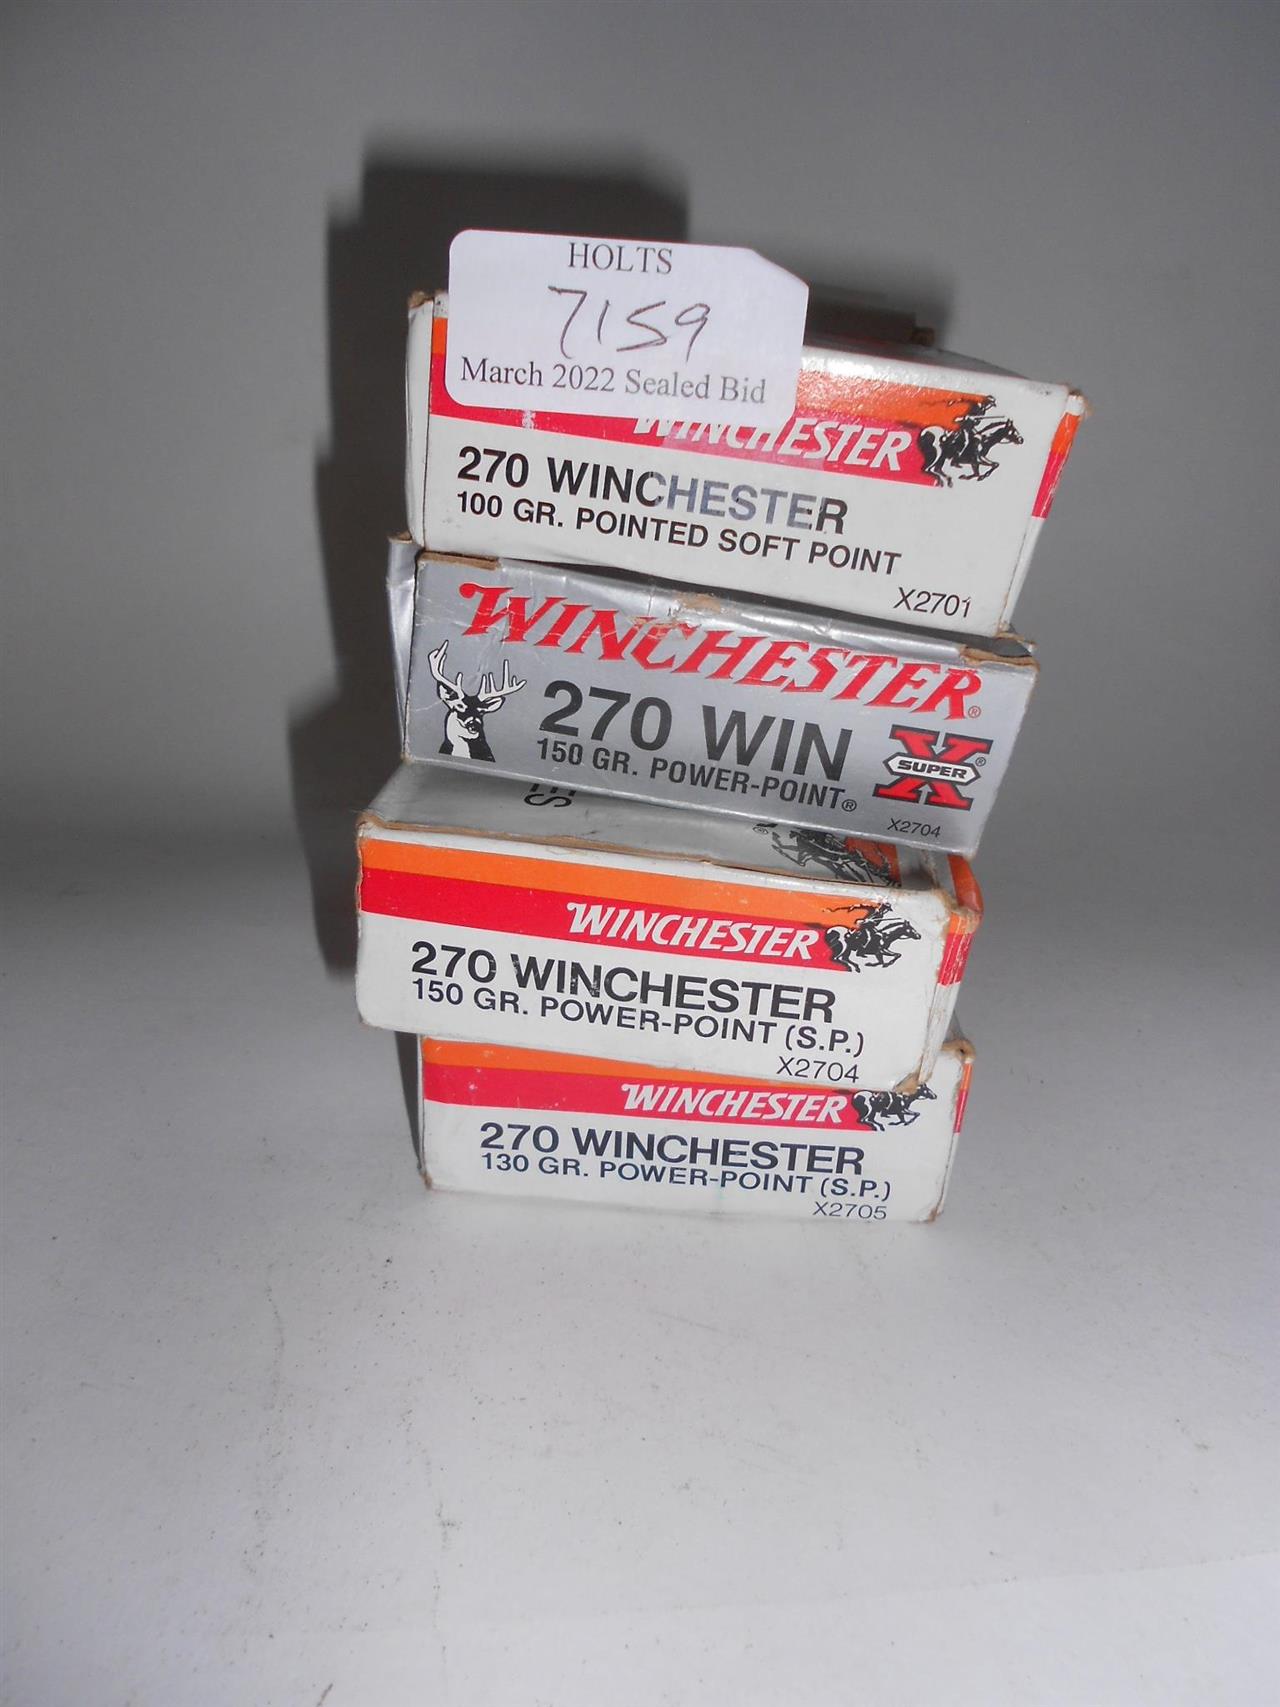 HOLTS
7159
March 2022 Sealed Bid
WINCHESTER
270 WINCHESTER
100 GR. POINTED SOFT POINT
X2701
WINCHESTER®
270 WIN
150 GR. POWER-POINT®
SUPER X®
X2704
WINCHESTER
270 WINCHESTER
150 GR. POWER-POINT (S.P.)
X2704
WINCHESTER
270 WINCHESTER
130 GR. POWER-POINT (S.P.)
X2705